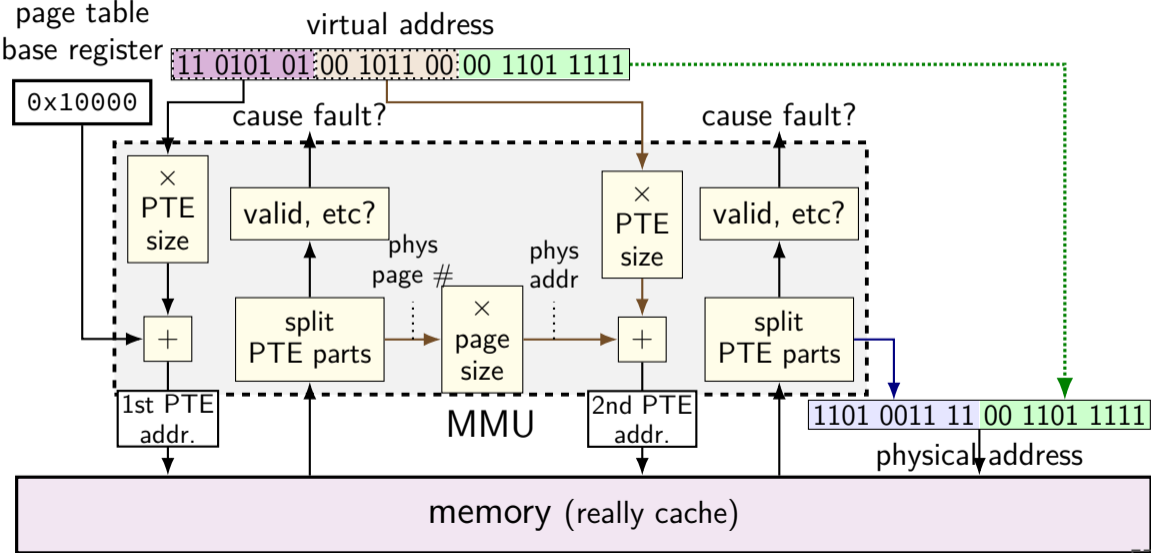 page table
base register
virtual address
11 0101 01 00 1011 00 00 1101 1111
0x10000
cause fault?
cause fault?
×
PTE
size
valid, etc?
×
PTE
size
valid, etc?
phys
page #
phys
addr
+
split
PTE parts
×
page
size
+
split
PTE parts
1st PTE
addr.
MMU
2nd PTE
addr.
1101 0011 11 00 1101 1111
physical address
memory (really cache)